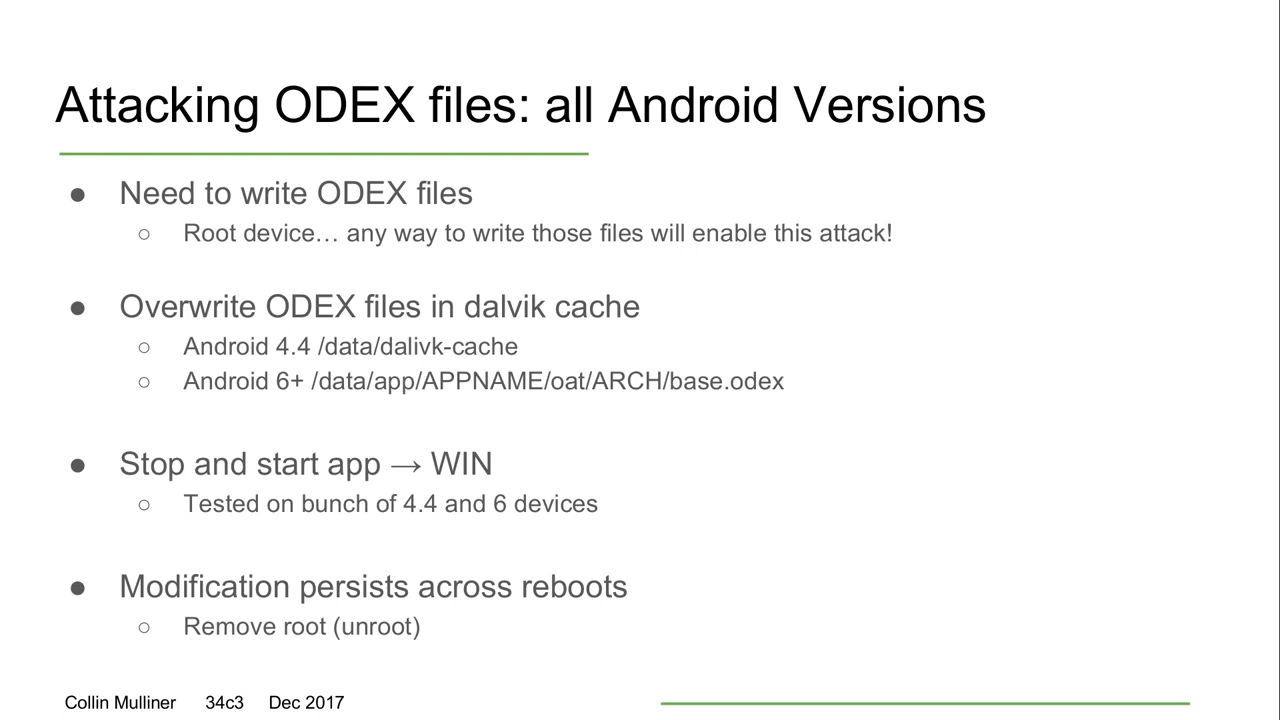 Attacking ODEX files: all Android Versions
● Need to write ODEX files
○ Root device… any way to write those files will enable this attack!
● Overwrite ODEX files in dalvik cache
○ Android 4.4 /data/dalivk-cache
○ Android 6+ /data/app/APPNAME/oat/ARCH/base.odex
● Stop and start app → WIN
○ Tested on bunch of 4.4 and 6 devices
● Modification persists across reboots
○ Remove root (unroot)
Collin Mulliner 34c3 Dec 2017